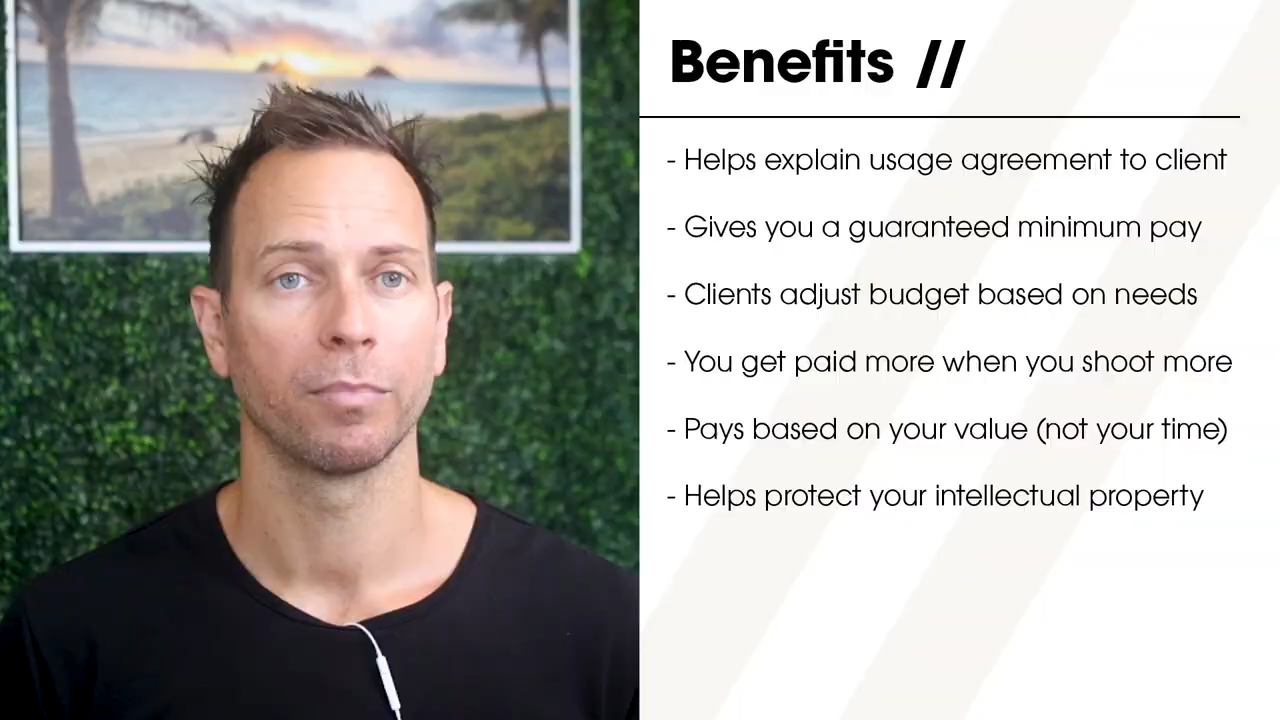 Benefits //
- Helps explain usage agreement to client
- Gives you a guaranteed minimum pay
- Clients adjust budget based on needs
- You get paid more when you shoot more
- Pays based on your value (not your time)
- Helps protect your intellectual property